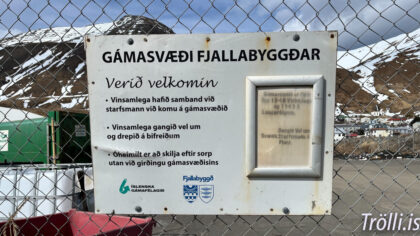 GÁMASVÆÐI FJALLABYGGÐAR
Verið velkomin
• Vinsamlega hafið samband við
starfsmann við komu á gámasvæðið
• Vinsamlega gangið vel um
og drepið á bifreiðum
• Óheimilt er að skilja eftir sorp
utan við girðingu gámasvæðisins
ÍSLENSKA
GÁMAFÉLAGIÐ
Fjallabyggð
Trölli.is